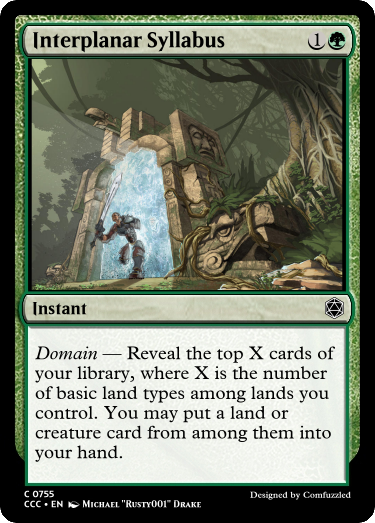 Interplanar Syllabus 1
Instant
Domain — Reveal the top X cards of
your library, where X is the number
of basic land types among lands you
control. You may put a land or
creature card from among them into
your hand.
C 0755
CCC • EN Michael "Rusty001" Drake
Designed by Comfuzzled